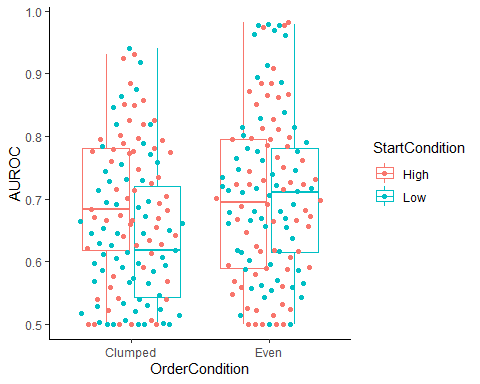 AUROC
1.0
0.9
0.8
0.7
0.6
0.5
Clumped Even
OrderCondition
StartCondition
High
Low